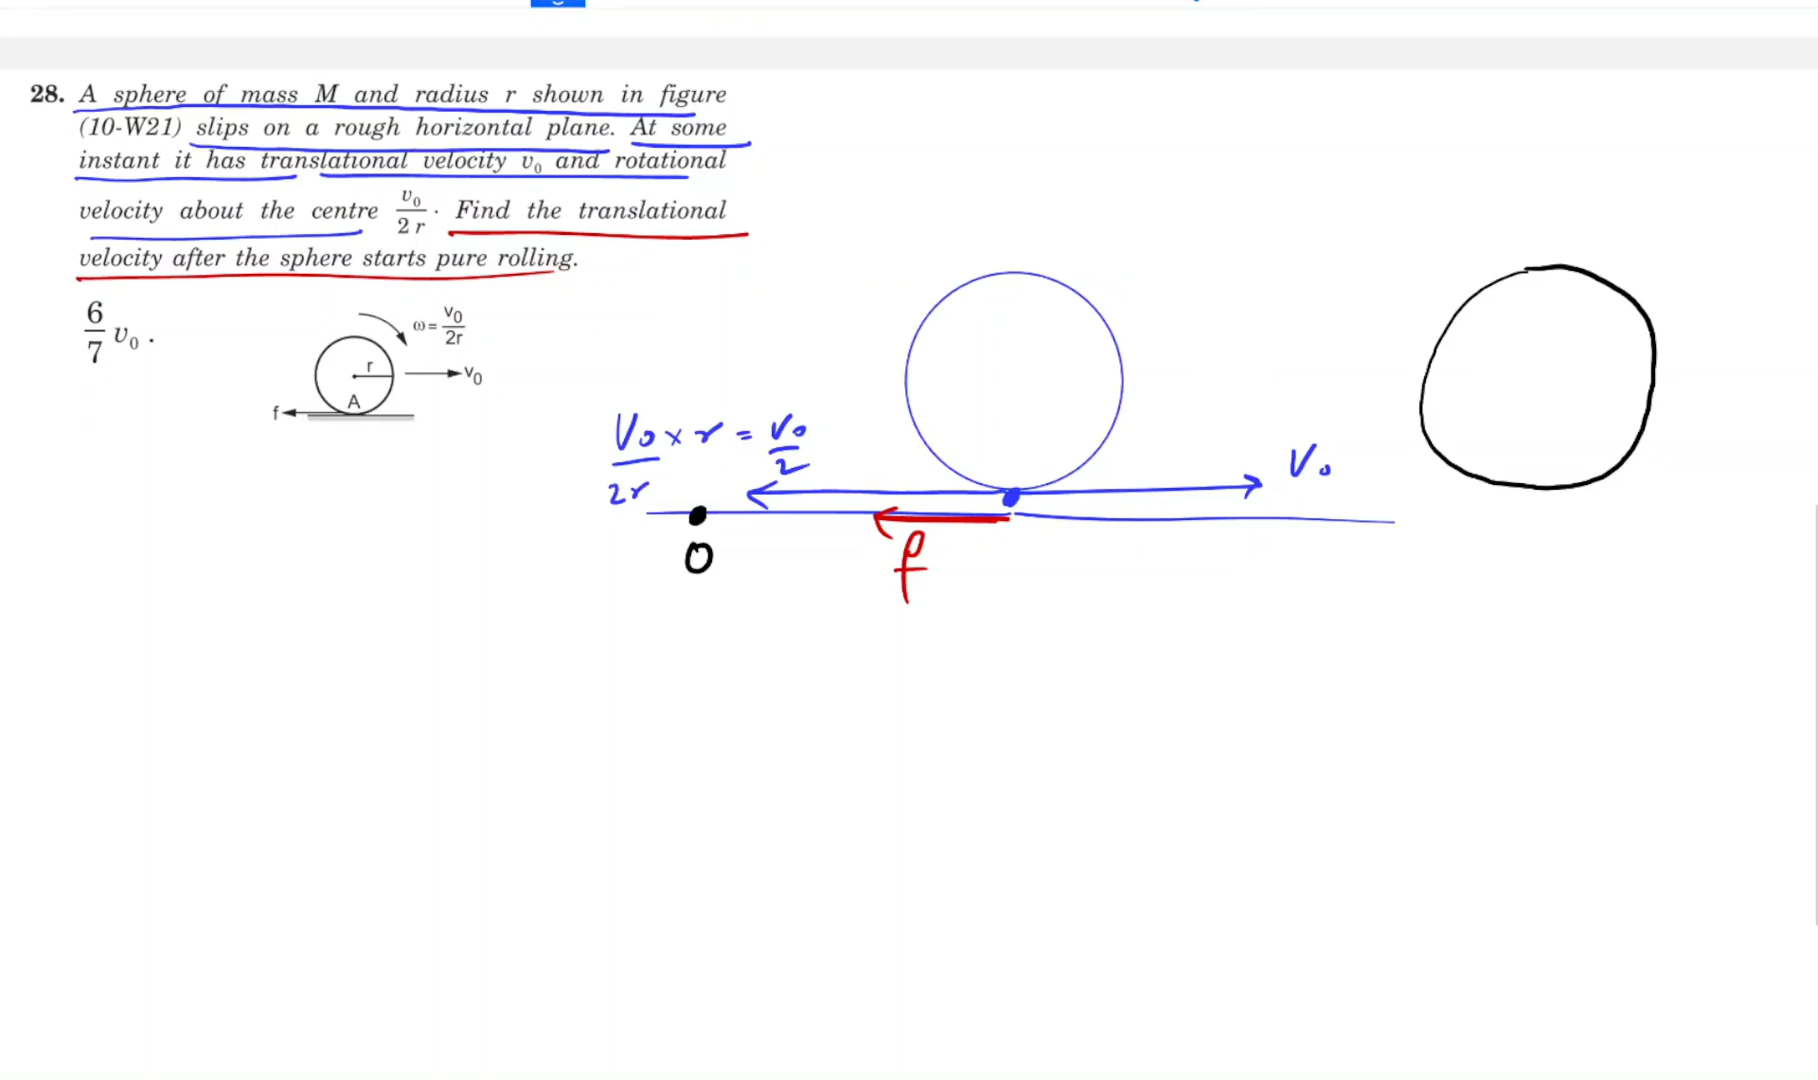 28. A sphere of mass M and radius r shown in figure
(10-W21) slips on a rough horizontal plane. At some
instant it has translational velocity v₀ and rotational
velocity about the centre v₀/2 r . Find the translational
velocity after the sphere starts pure rolling.
6/7 v₀ .
ω = v₀/2r
r
v₀
A
f
V₀/2r × r = V₀/2
V₀
O
f